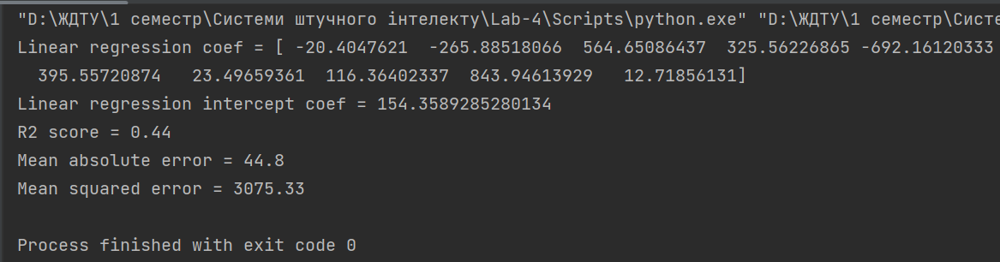 "D:\ЖДТУ\1 семестр\Системи штучного інтелекту\Lab-4\Scripts\python.exe" "D:\ЖДТУ\1 семестр\Систе
Linear regression coef = [ -20.4047621  -265.88518066  564.65086437  325.56226865 -692.16120333
  395.55720874   23.49659361  116.36402337  843.94613929   12.71856131]
Linear regression intercept coef = 154.3589285280134
R2 score = 0.44
Mean absolute error = 44.8
Mean squared error = 3075.33
Process finished with exit code 0